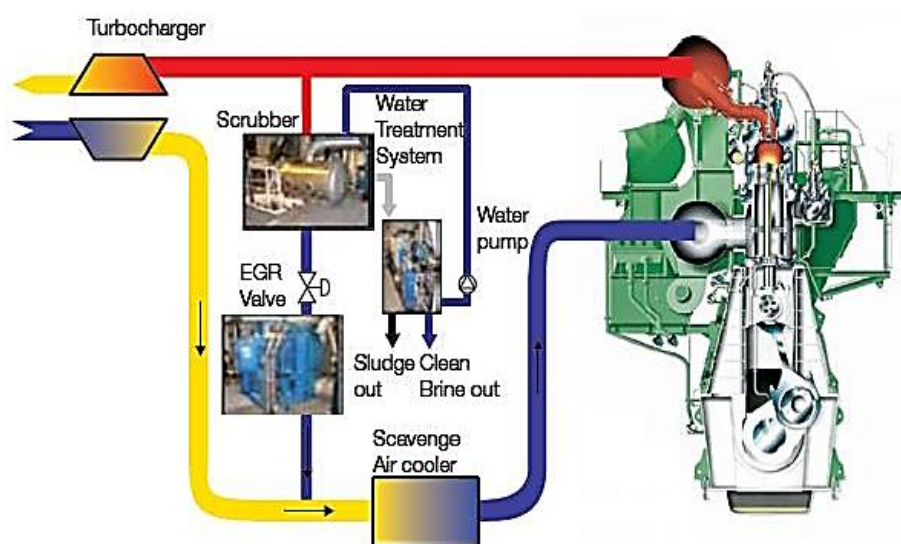 Turbocharger
Scrubber
Water
Treatment
System
Water
pump
EGR
Valve
Sludge Clean
out Brine out
Scavenge
Air cooler